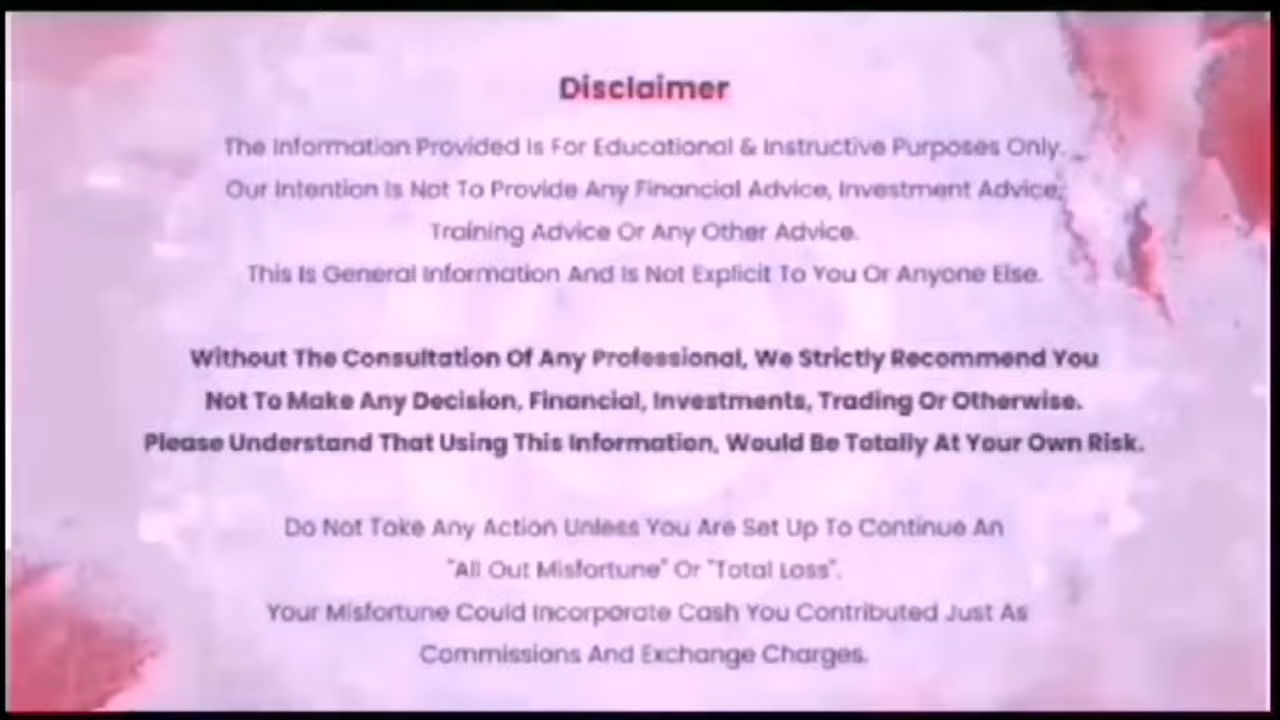 Disclaimer
The Information Provided Is For Educational & Instructive Purposes Only.
Our Intention Is Not To Provide Any Financial Advice, Investment Advice,
Training Advice Or Any Other Advice.
This Is General Information And Is Not Explicit To You Or Anyone Else.
Without The Consultation Of Any Professional, We Strictly Recommend You
Not To Make Any Decision, Financial, Investments, Trading Or Otherwise.
Please Understand That Using This Information, Would Be Totally At Your Own Risk.
Do Not Take Any Action Unless You Are Set Up To Continue An
"All Out Misfortune" Or "Total Loss".
Your Misfortune Could Incorporate Cash You Contributed Just As
Commissions And Exchange Charges.